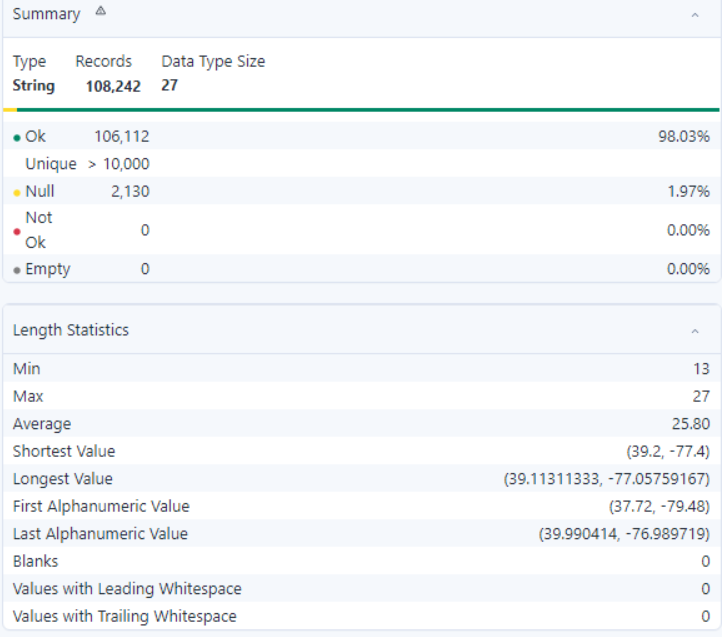 Summary
Type Records Data Type Size
String 108,242 27
Ok 106,112 98.03%
Unique > 10,000
Null 2,130 1.97%
Not
Ok 0 0.00%
Empty 0 0.00%
Length Statistics
Min 13
Max 27
Average 25.80
Shortest Value (39.2, -77.4)
Longest Value (39.11311333, -77.05759167)
First Alphanumeric Value (37.72, -79.48)
Last Alphanumeric Value (39.990414, -76.989719)
Blanks 0
Values with Leading Whitespace 0
Values with Trailing Whitespace 0